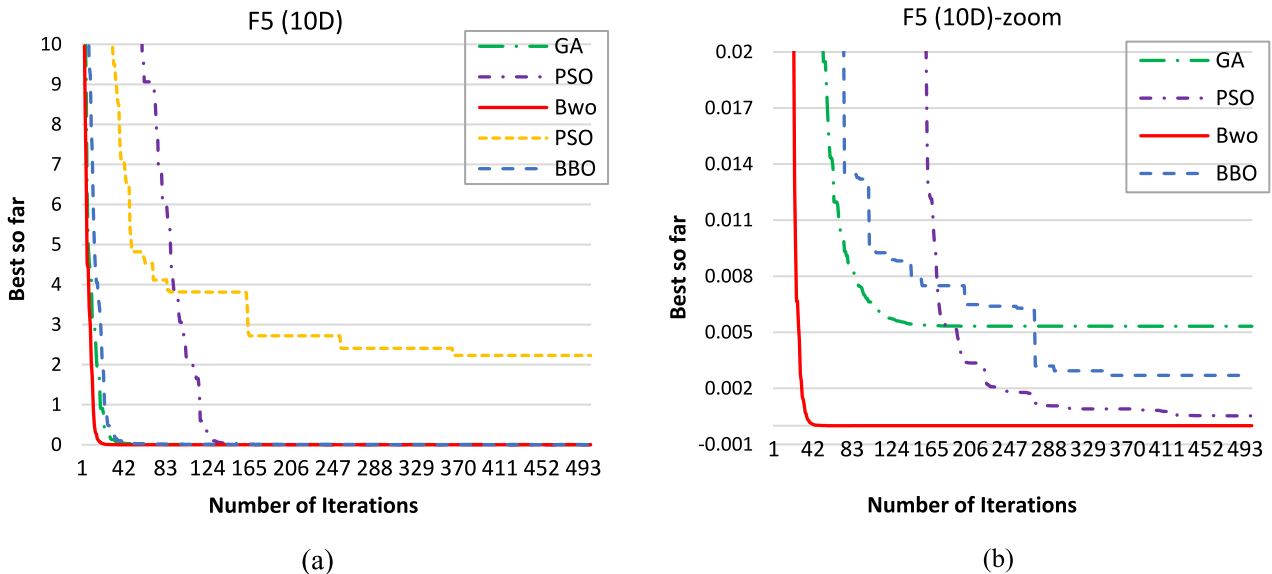 F5 (10D)
10
9
8
7
6
5
4
3
2
1
0
Best so far
1 42 83 124 165 206 247 288 329 370 411 452 493
Number of Iterations
GA
PSO
Bwo
PSO
BBO
(a)
F5 (10D)-zoom
0.02
0.017
0.014
0.011
0.008
0.005
0.002
-0.001
Best so far
1 42 83 124 165 206 247 288 329 370 411 452 493
Number of Iterations
GA
PSO
Bwo
BBO
(b)